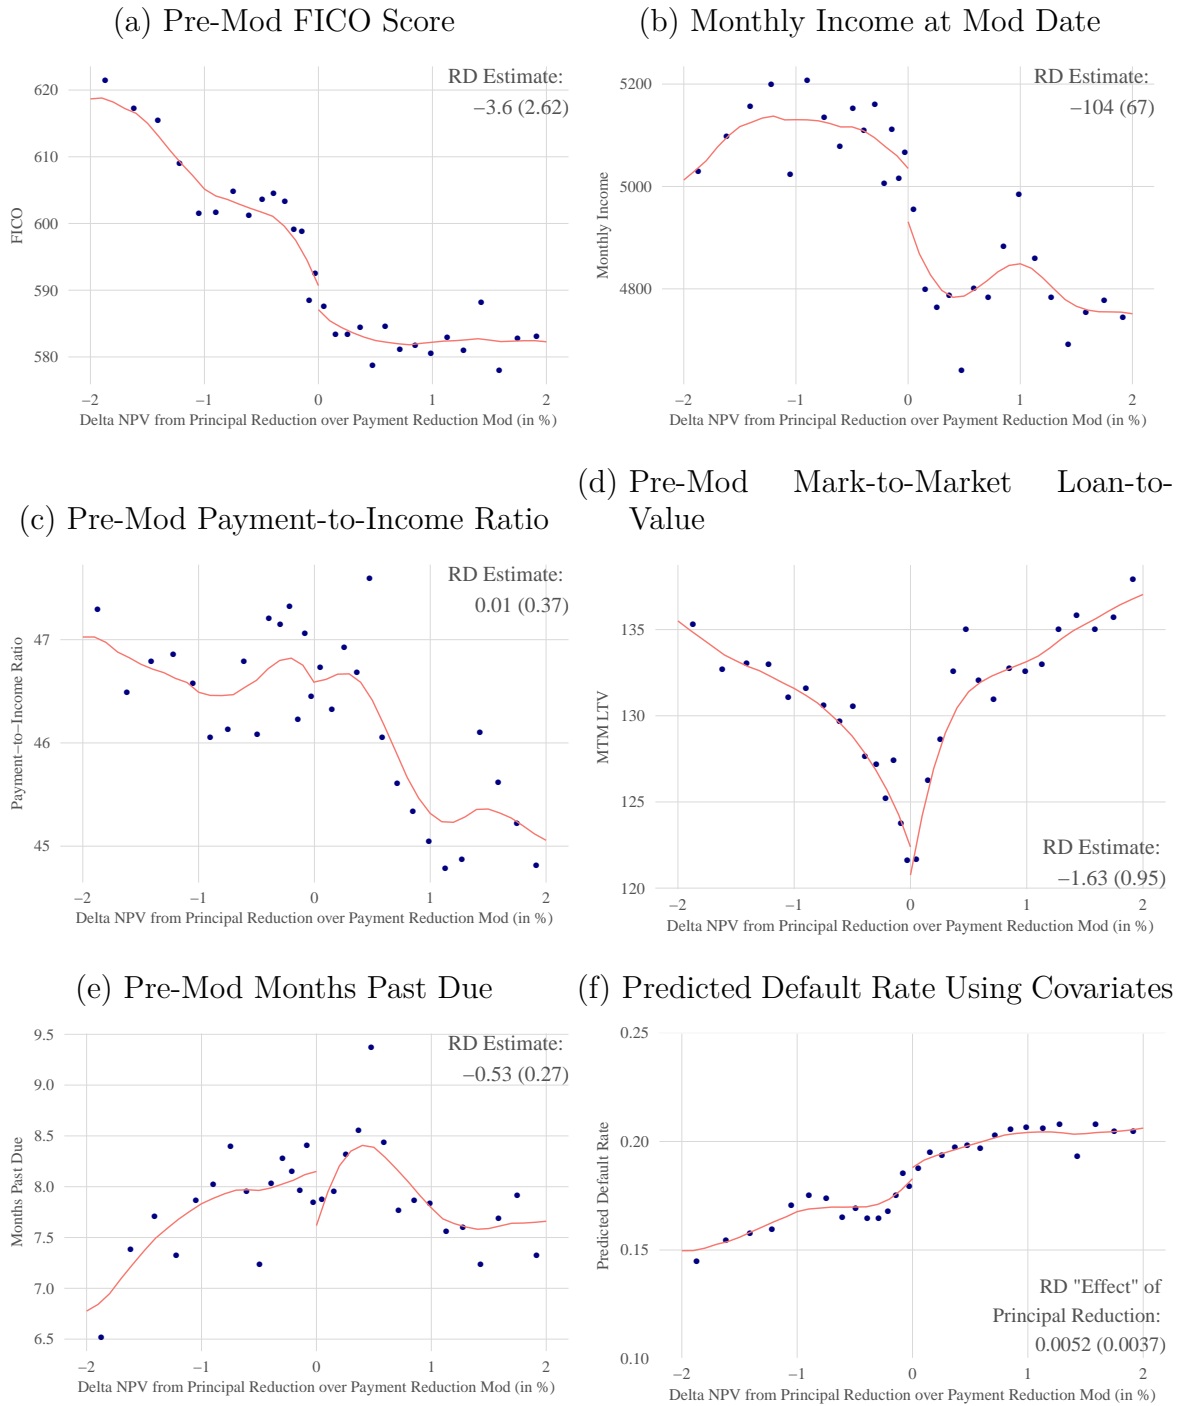 (a) Pre-Mod FICO Score
RD Estimate:
−3.6 (2.62)
620
610
600
590
580
FICO
−2 −1 0 1 2
Delta NPV from Principal Reduction over Payment Reduction Mod (in %)
(b) Monthly Income at Mod Date
RD Estimate:
−104 (67)
5200
5000
4800
Monthly Income
−2 −1 0 1 2
Delta NPV from Principal Reduction over Payment Reduction Mod (in %)
(c) Pre-Mod Payment-to-Income Ratio
RD Estimate:
0.01 (0.37)
47
46
45
Payment−to−Income Ratio
−2 −1 0 1 2
Delta NPV from Principal Reduction over Payment Reduction Mod (in %)
(d) Pre-Mod Mark-to-Market Loan-to-
Value
135
130
125
120
MTM LTV
RD Estimate:
−1.63 (0.95)
−2 −1 0 1 2
Delta NPV from Principal Reduction over Payment Reduction Mod (in %)
(e) Pre-Mod Months Past Due
RD Estimate:
−0.53 (0.27)
9.5
9.0
8.5
8.0
7.5
7.0
6.5
Months Past Due
−2 −1 0 1 2
Delta NPV from Principal Reduction over Payment Reduction Mod (in %)
(f) Predicted Default Rate Using Covariates
0.25
0.20
0.15
0.10
Predicted Default Rate
RD "Effect" of
Principal Reduction:
0.0052 (0.0037)
−2 −1 0 1 2
Delta NPV from Principal Reduction over Payment Reduction Mod (in %)